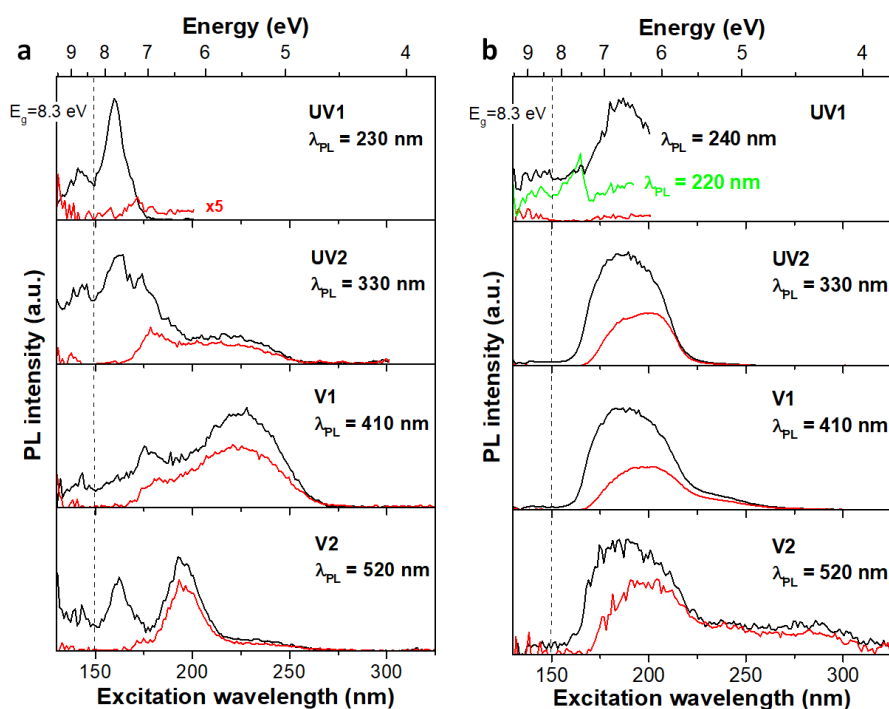 a
Energy (eV)
9 8 7 6 5 4
E_g=8.3 eV
UV1
λ_PL = 230 nm
x5
UV2
λ_PL = 330 nm
V1
λ_PL = 410 nm
V2
λ_PL = 520 nm
PL intensity (a.u.)
150 200 250 300
Excitation wavelength (nm)
b
Energy (eV)
9 8 7 6 5 4
E_g=8.3 eV
UV1
λ_PL = 240 nm
λ_PL = 220 nm
UV2
λ_PL = 330 nm
V1
λ_PL = 410 nm
V2
λ_PL = 520 nm
PL intensity (a.u.)
150 200 250 300
Excitation wavelength (nm)